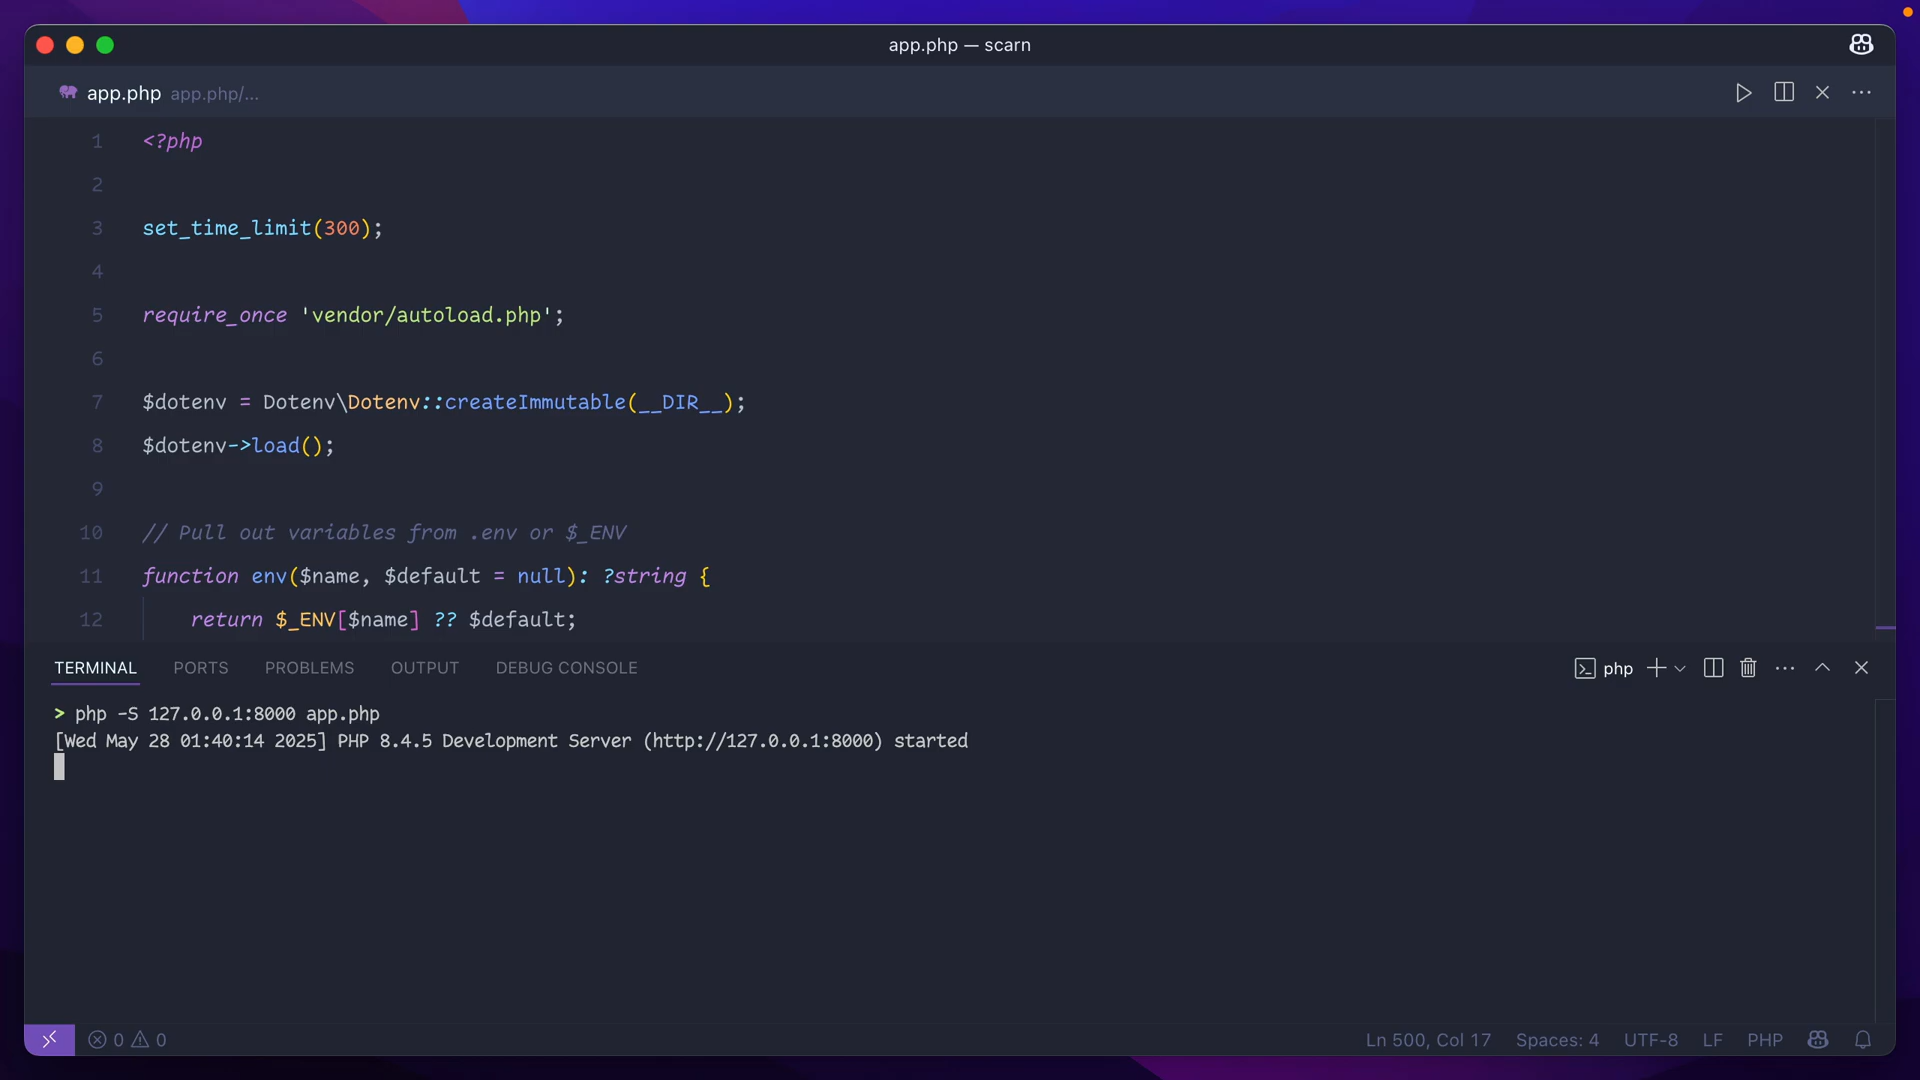 app.php — scarn
app.php app.php/...
1 <?php
2
3 set_time_limit(300);
4
5 require_once 'vendor/autoload.php';
6
7 $dotenv = Dotenv\Dotenv::createImmutable(__DIR__);
8 $dotenv->load();
9
10 // Pull out variables from .env or $_ENV
11 function env($name, $default = null): ?string {
12 return $_ENV[$name] ?? $default;
TERMINAL PORTS PROBLEMS OUTPUT DEBUG CONSOLE php
> php -S 127.0.0.1:8000 app.php
[Wed May 28 01:40:14 2025] PHP 8.4.5 Development Server (http://127.0.0.1:8000) started
0 0 Ln 500, Col 17 Spaces: 4 UTF-8 LF PHP